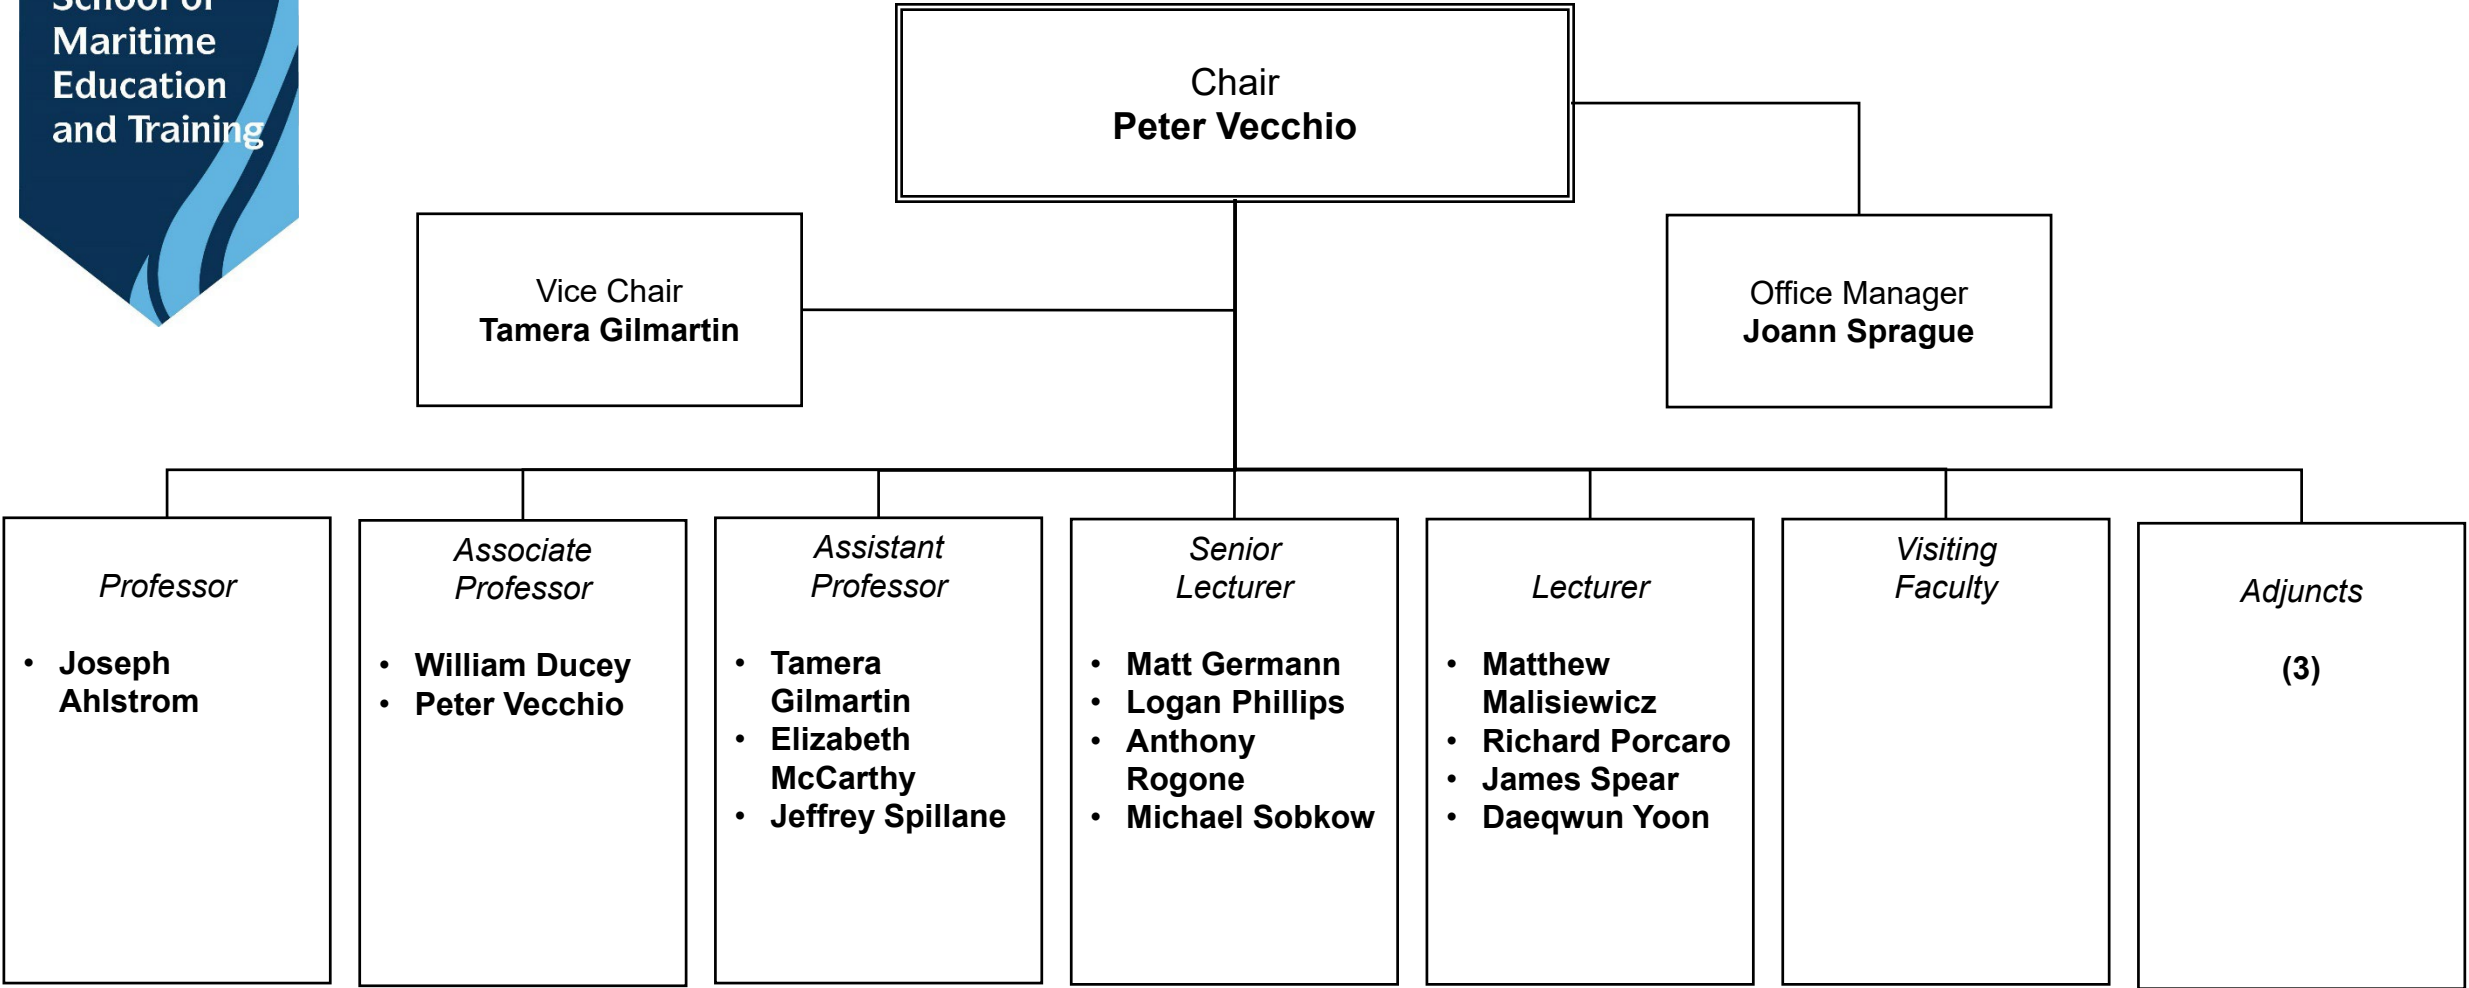 School of
Maritime
Education
and Training
Chair
Peter Vecchio
Vice Chair
Tamera Gilmartin
Office Manager
Joann Sprague
Professor
• Joseph
Ahlstrom
Associate
Professor
• William Ducey
• Peter Vecchio
Assistant
Professor
• Tamera
Gilmartin
• Elizabeth
McCarthy
• Jeffrey Spillane
Senior
Lecturer
• Matt Germann
• Logan Phillips
• Anthony
Rogone
• Michael Sobkow
Lecturer
• Matthew
Malisiewicz
• Richard Porcaro
• James Spear
• Daeqwun Yoon
Visiting
Faculty
Adjuncts
(3)